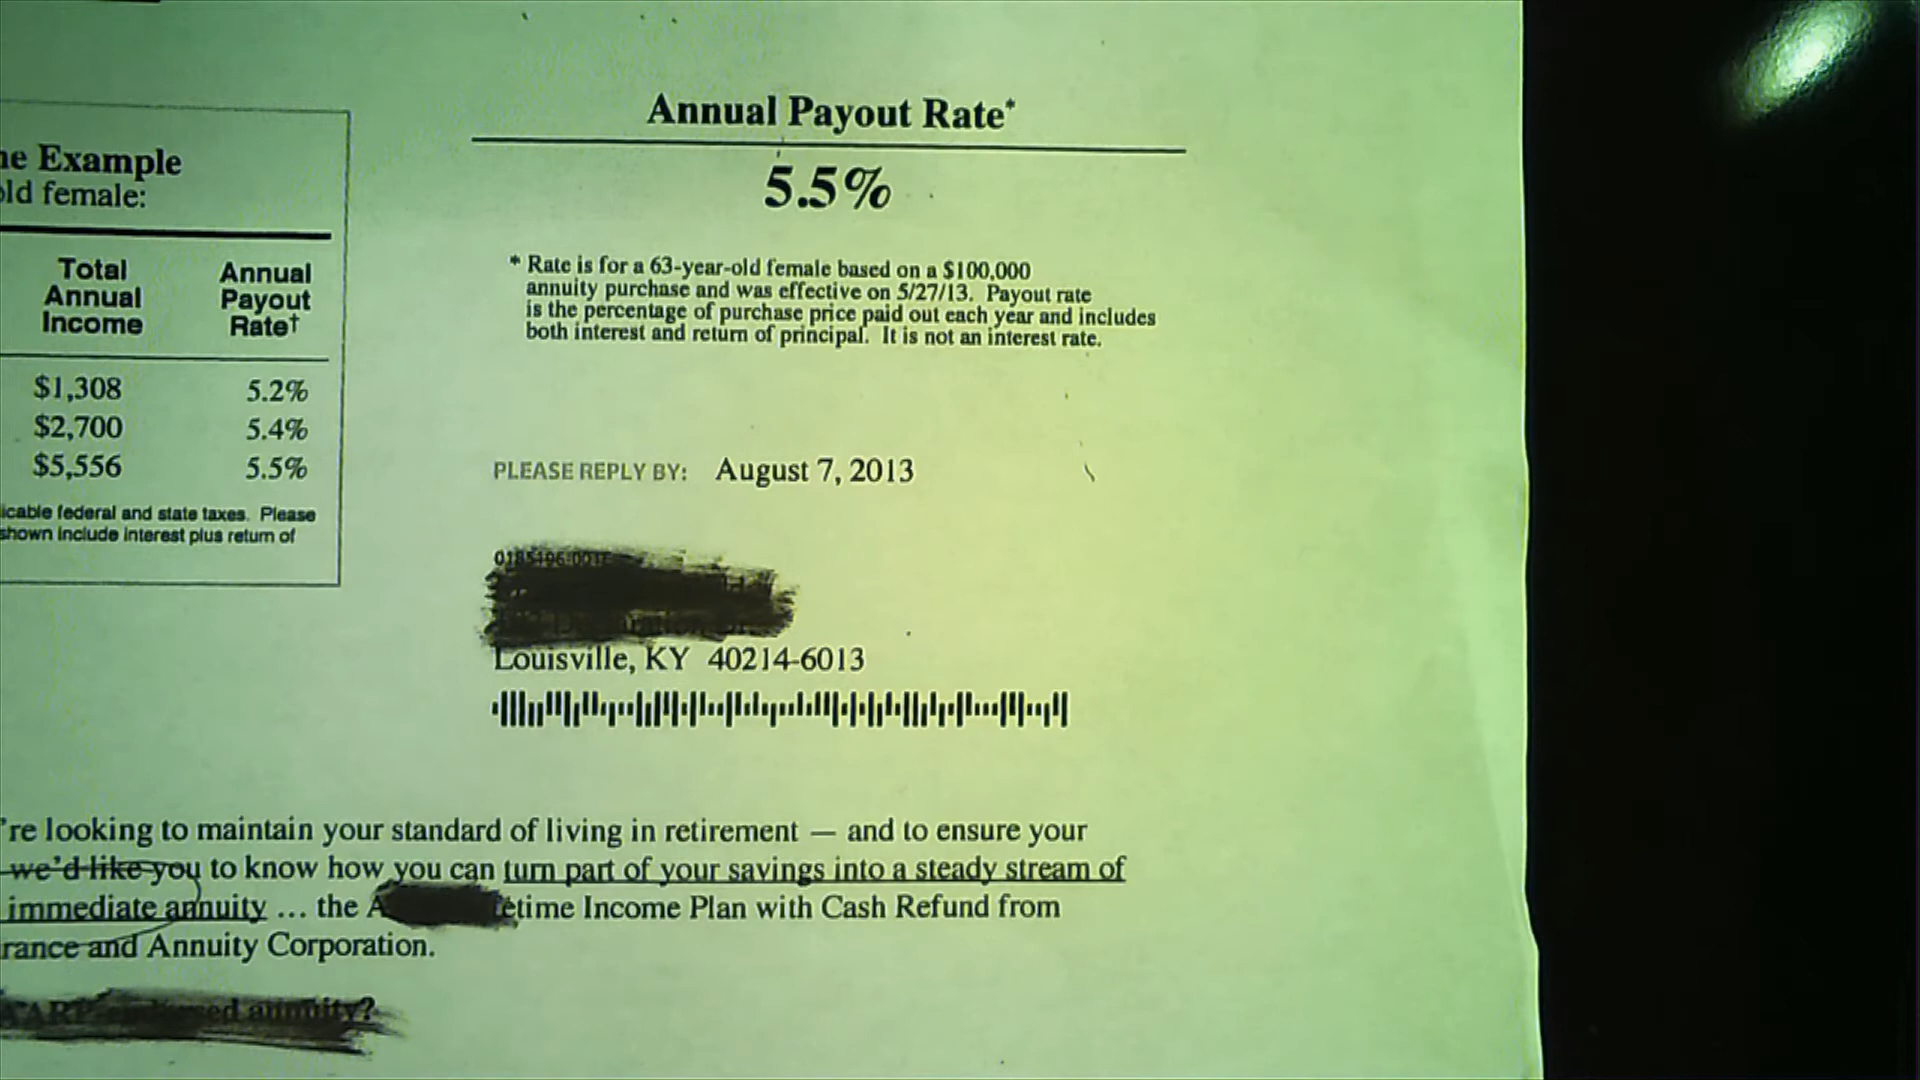 Annual Payout Rate*
5.5%
* Rate is for a 63-year-old female based on a $100,000
annuity purchase and was effective on 5/27/13. Payout rate
is the percentage of purchase price paid out each year and includes
both interest and return of principal. It is not an interest rate.
Example
old female:
Total Annual Income
Annual Payout Rate†
$1,308 5.2%
$2,700 5.4%
$5,556 5.5%
federal and state taxes. Please
shown include interest plus return of
PLEASE REPLY BY: August 7, 2013
Louisville, KY 40214-6013
're looking to maintain your standard of living in retirement — and to ensure your
we'd like you to know how you can turn part of your savings into a steady stream of
immediate annuity ... the Income Plan with Cash Refund from
and Annuity Corporation.
annuity?